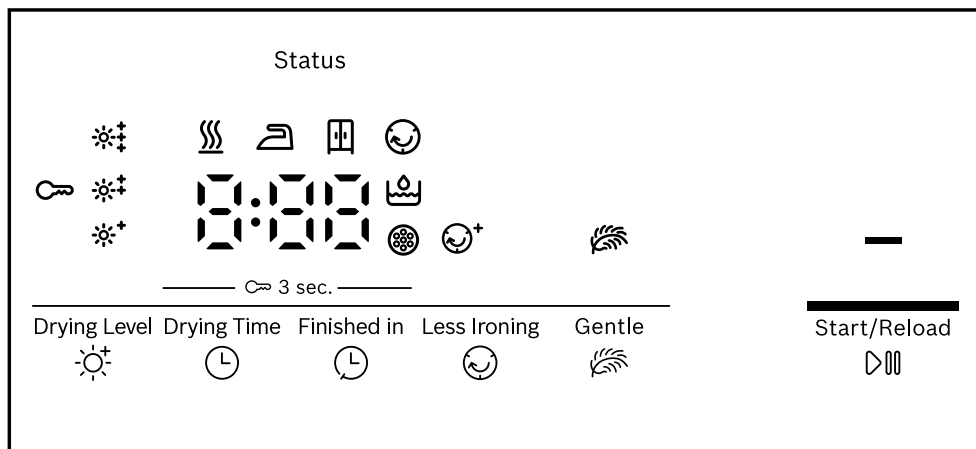 Status
8:88
3 sec.
Drying Level Drying Time Finished in Less Ironing Gentle
Start/Reload